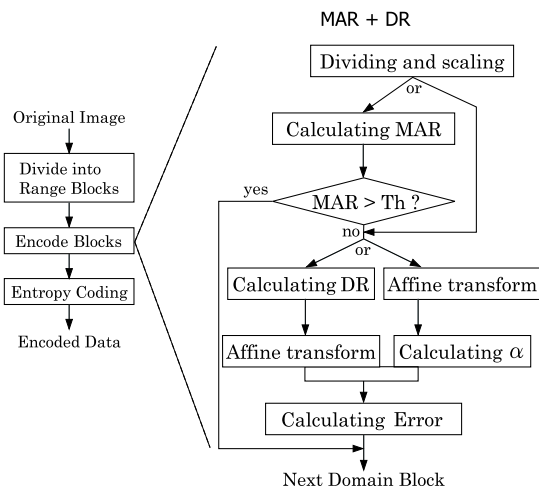 MAR + DR
Original Image
Divide into
Range Blocks
Encode Blocks
Entropy Coding
Encoded Data
Dividing and scaling
or
Calculating MAR
MAR > Th ?
yes
no
or
Calculating DR
Affine transform
Affine transform
Calculating α
Calculating Error
Next Domain Block